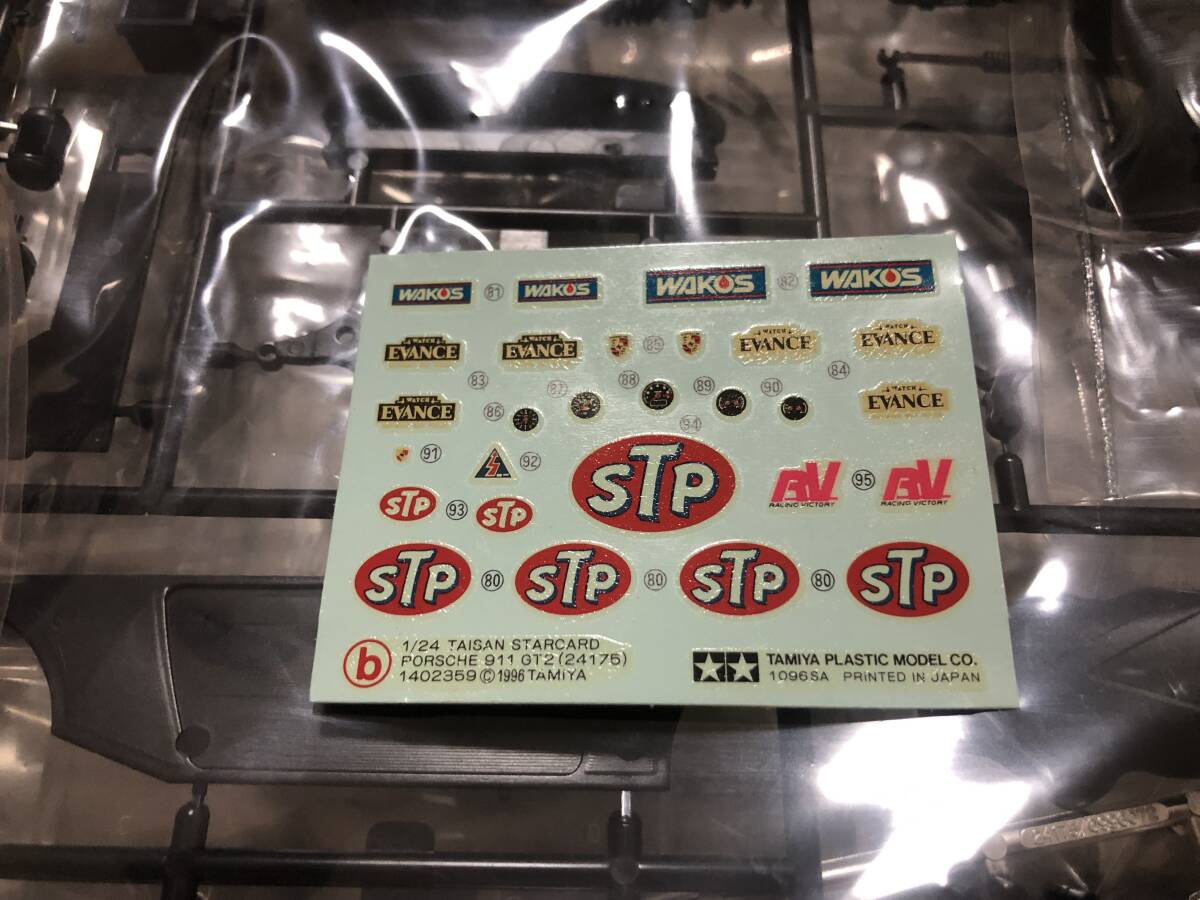 WAKO'S 81 WAKO'S WAKO'S 82 WAKO'S
WATCH
EVANCE
WATCH
EVANCE
85
WATCH
EVANCE
WATCH
EVANCE
83 87 88 89 90 84
WATCH
EVANCE
86
94
WATCH
EVANCE
91 92
STP 93 STP
STP
RV
RACING VICTORY
95
RV
RACING VICTORY
STP 80 STP 80 STP 80 STP
b
1/24 TAISAN STARCARD
PORSCHE 911 GT2 (24175)
1402359 © 1996 TAMIYA
TAMIYA PLASTIC MODEL CO.
1096SA PRINTED IN JAPAN